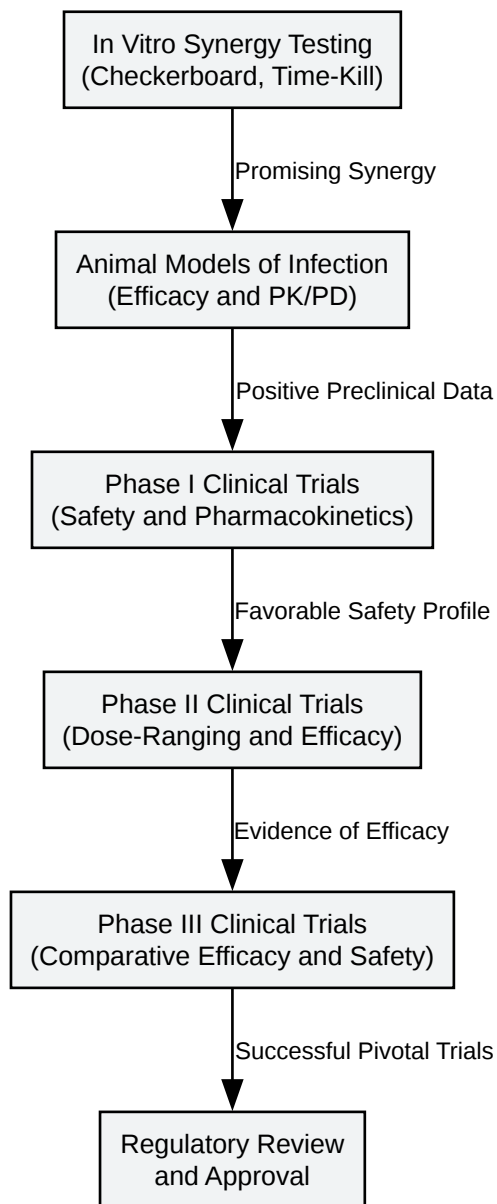 In Vitro Synergy Testing
(Checkerboard, Time-Kill)
Promising Synergy
Animal Models of Infection
(Efficacy and PK/PD)
Positive Preclinical Data
Phase I Clinical Trials
(Safety and Pharmacokinetics)
Favorable Safety Profile
Phase II Clinical Trials
(Dose-Ranging and Efficacy)
Evidence of Efficacy
Phase III Clinical Trials
(Comparative Efficacy and Safety)
Successful Pivotal Trials
Regulatory Review
and Approval